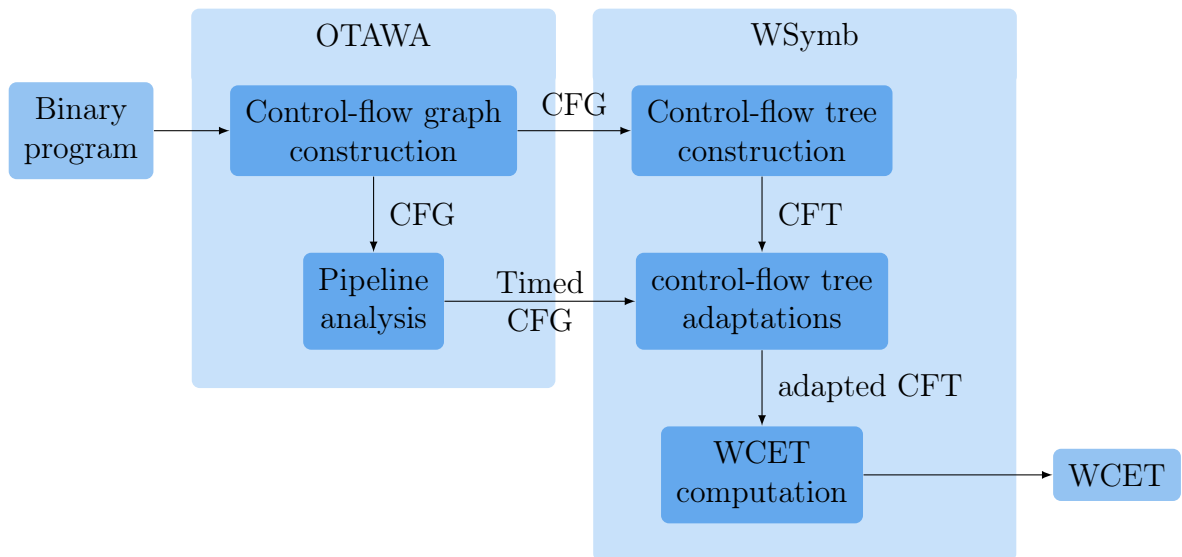 OTAWA
WSymb
Binary
program
Control-flow graph
construction
CFG
Control-flow tree
construction
CFG
CFT
Pipeline
analysis
Timed
CFG
control-flow tree
adaptations
adapted CFT
WCET
computation
WCET